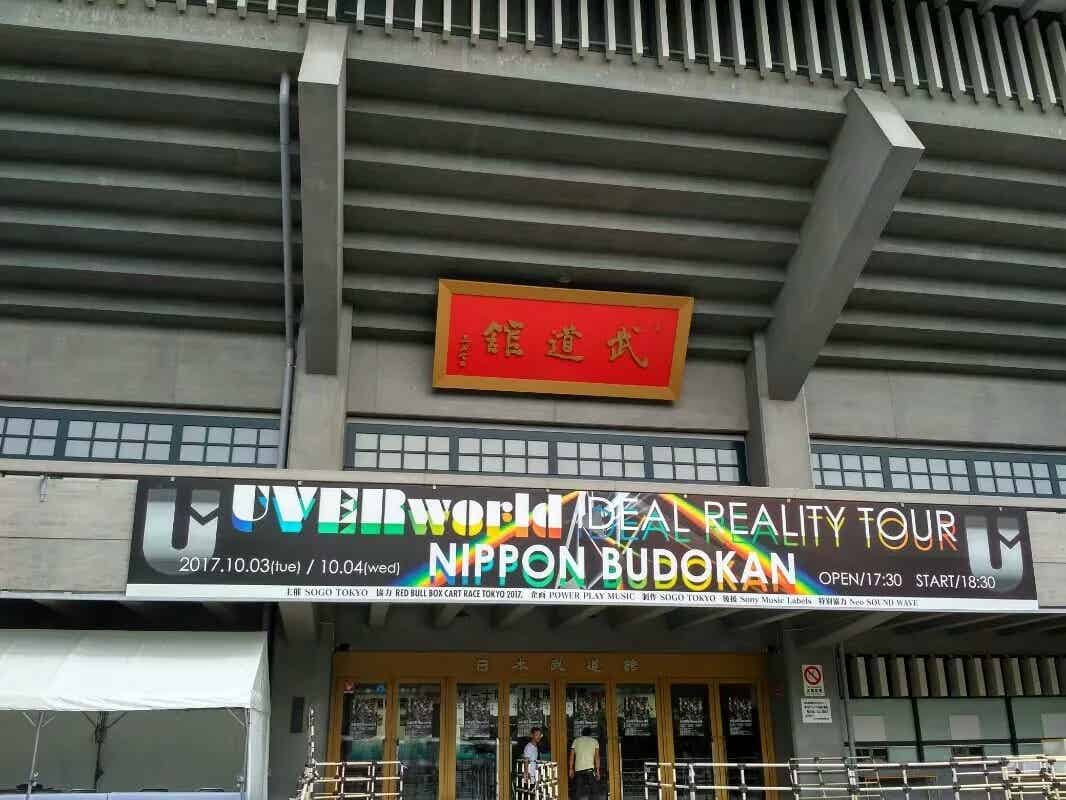 武道館
UVERworld IDEAL REALITY TOUR
2017.10.03(tue) / 10.04(wed) NIPPON BUDOKAN OPEN/17:30 START/18:30
主催 SOGO TOKYO 協力 RED BULL BOX CART RACE TOKYO 2017. 企画 POWER PLAY MUSIC 制作 SOGO TOKYO 後援 Sony Music Labels 特別協力 Neo SOUND WAVE
日本武道館